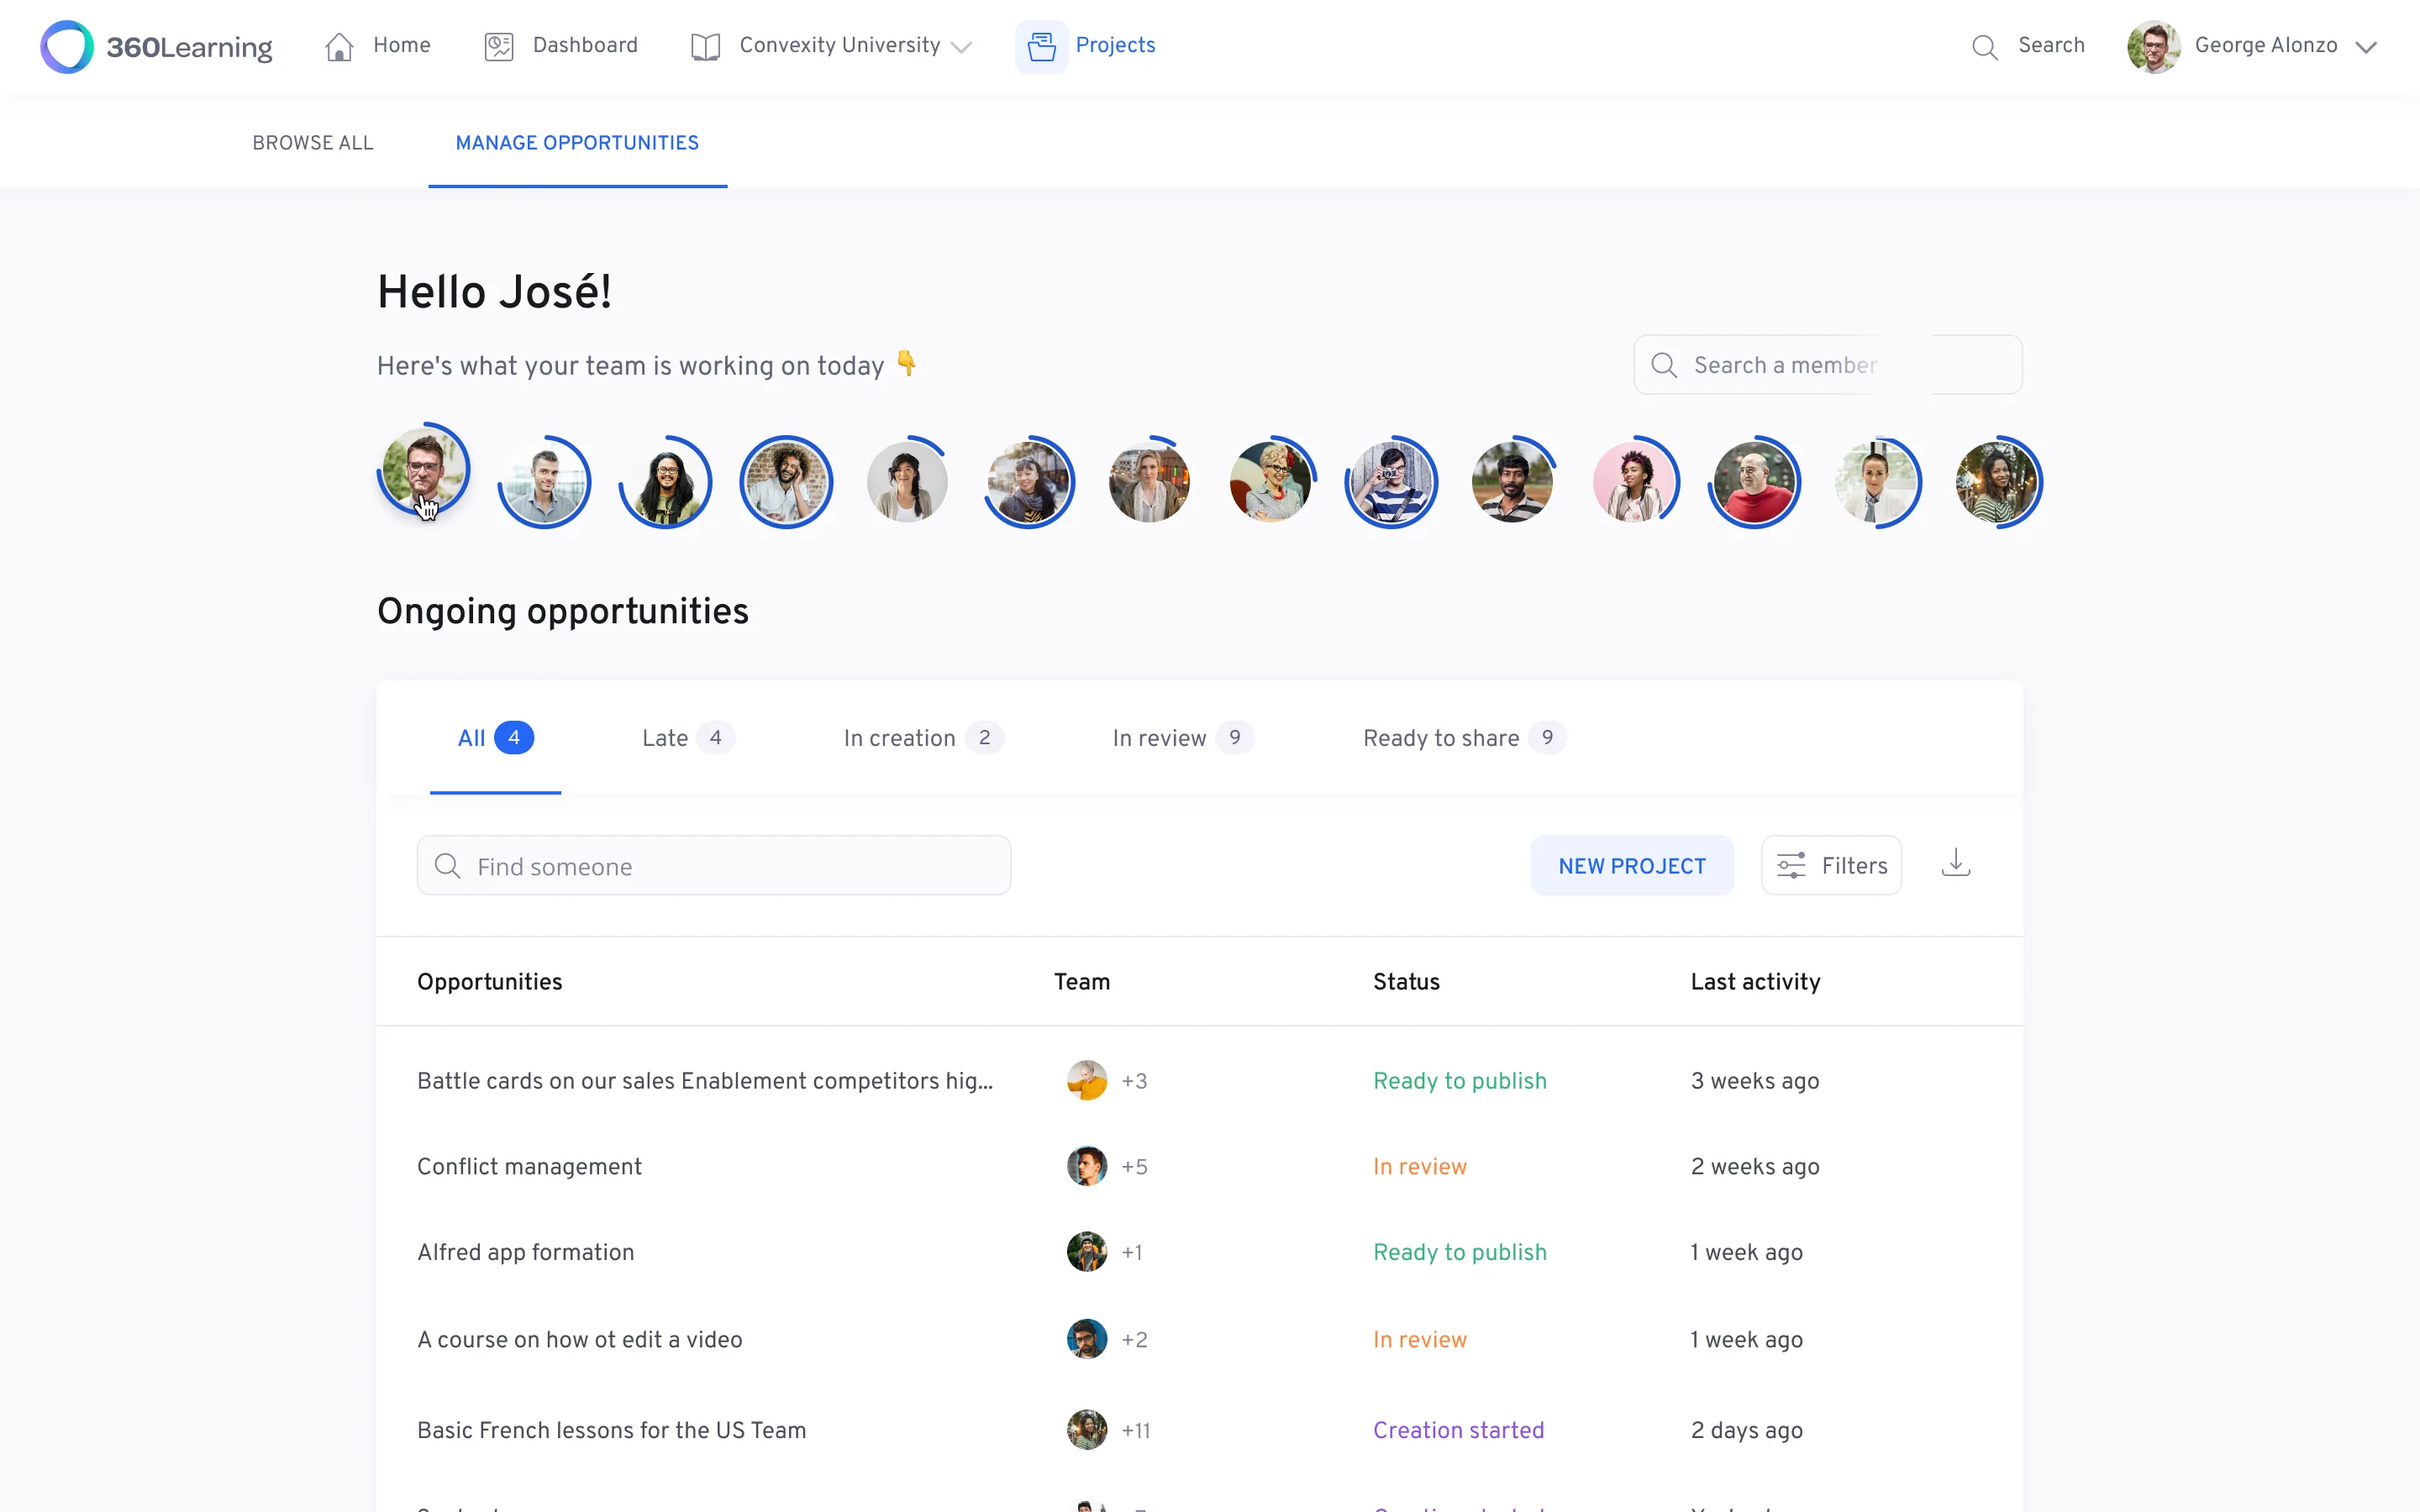 360Learning Home Dashboard Convexity University Projects Search George Alonzo
BROWSE ALL MANAGE OPPORTUNITIES
Hello José!
Here's what your team is working on today 👇 Search a member
Ongoing opportunities
All 4 Late 4 In creation 2 In review 9 Ready to share 9
Find someone NEW PROJECT Filters
Opportunities Team Status Last activity
Battle cards on our sales Enablement competitors hig... +3 Ready to publish 3 weeks ago
Conflict management +5 In review 2 weeks ago
Alfred app formation +1 Ready to publish 1 week ago
A course on how ot edit a video +2 In review 1 week ago
Basic French lessons for the US Team +11 Creation started 2 days ago